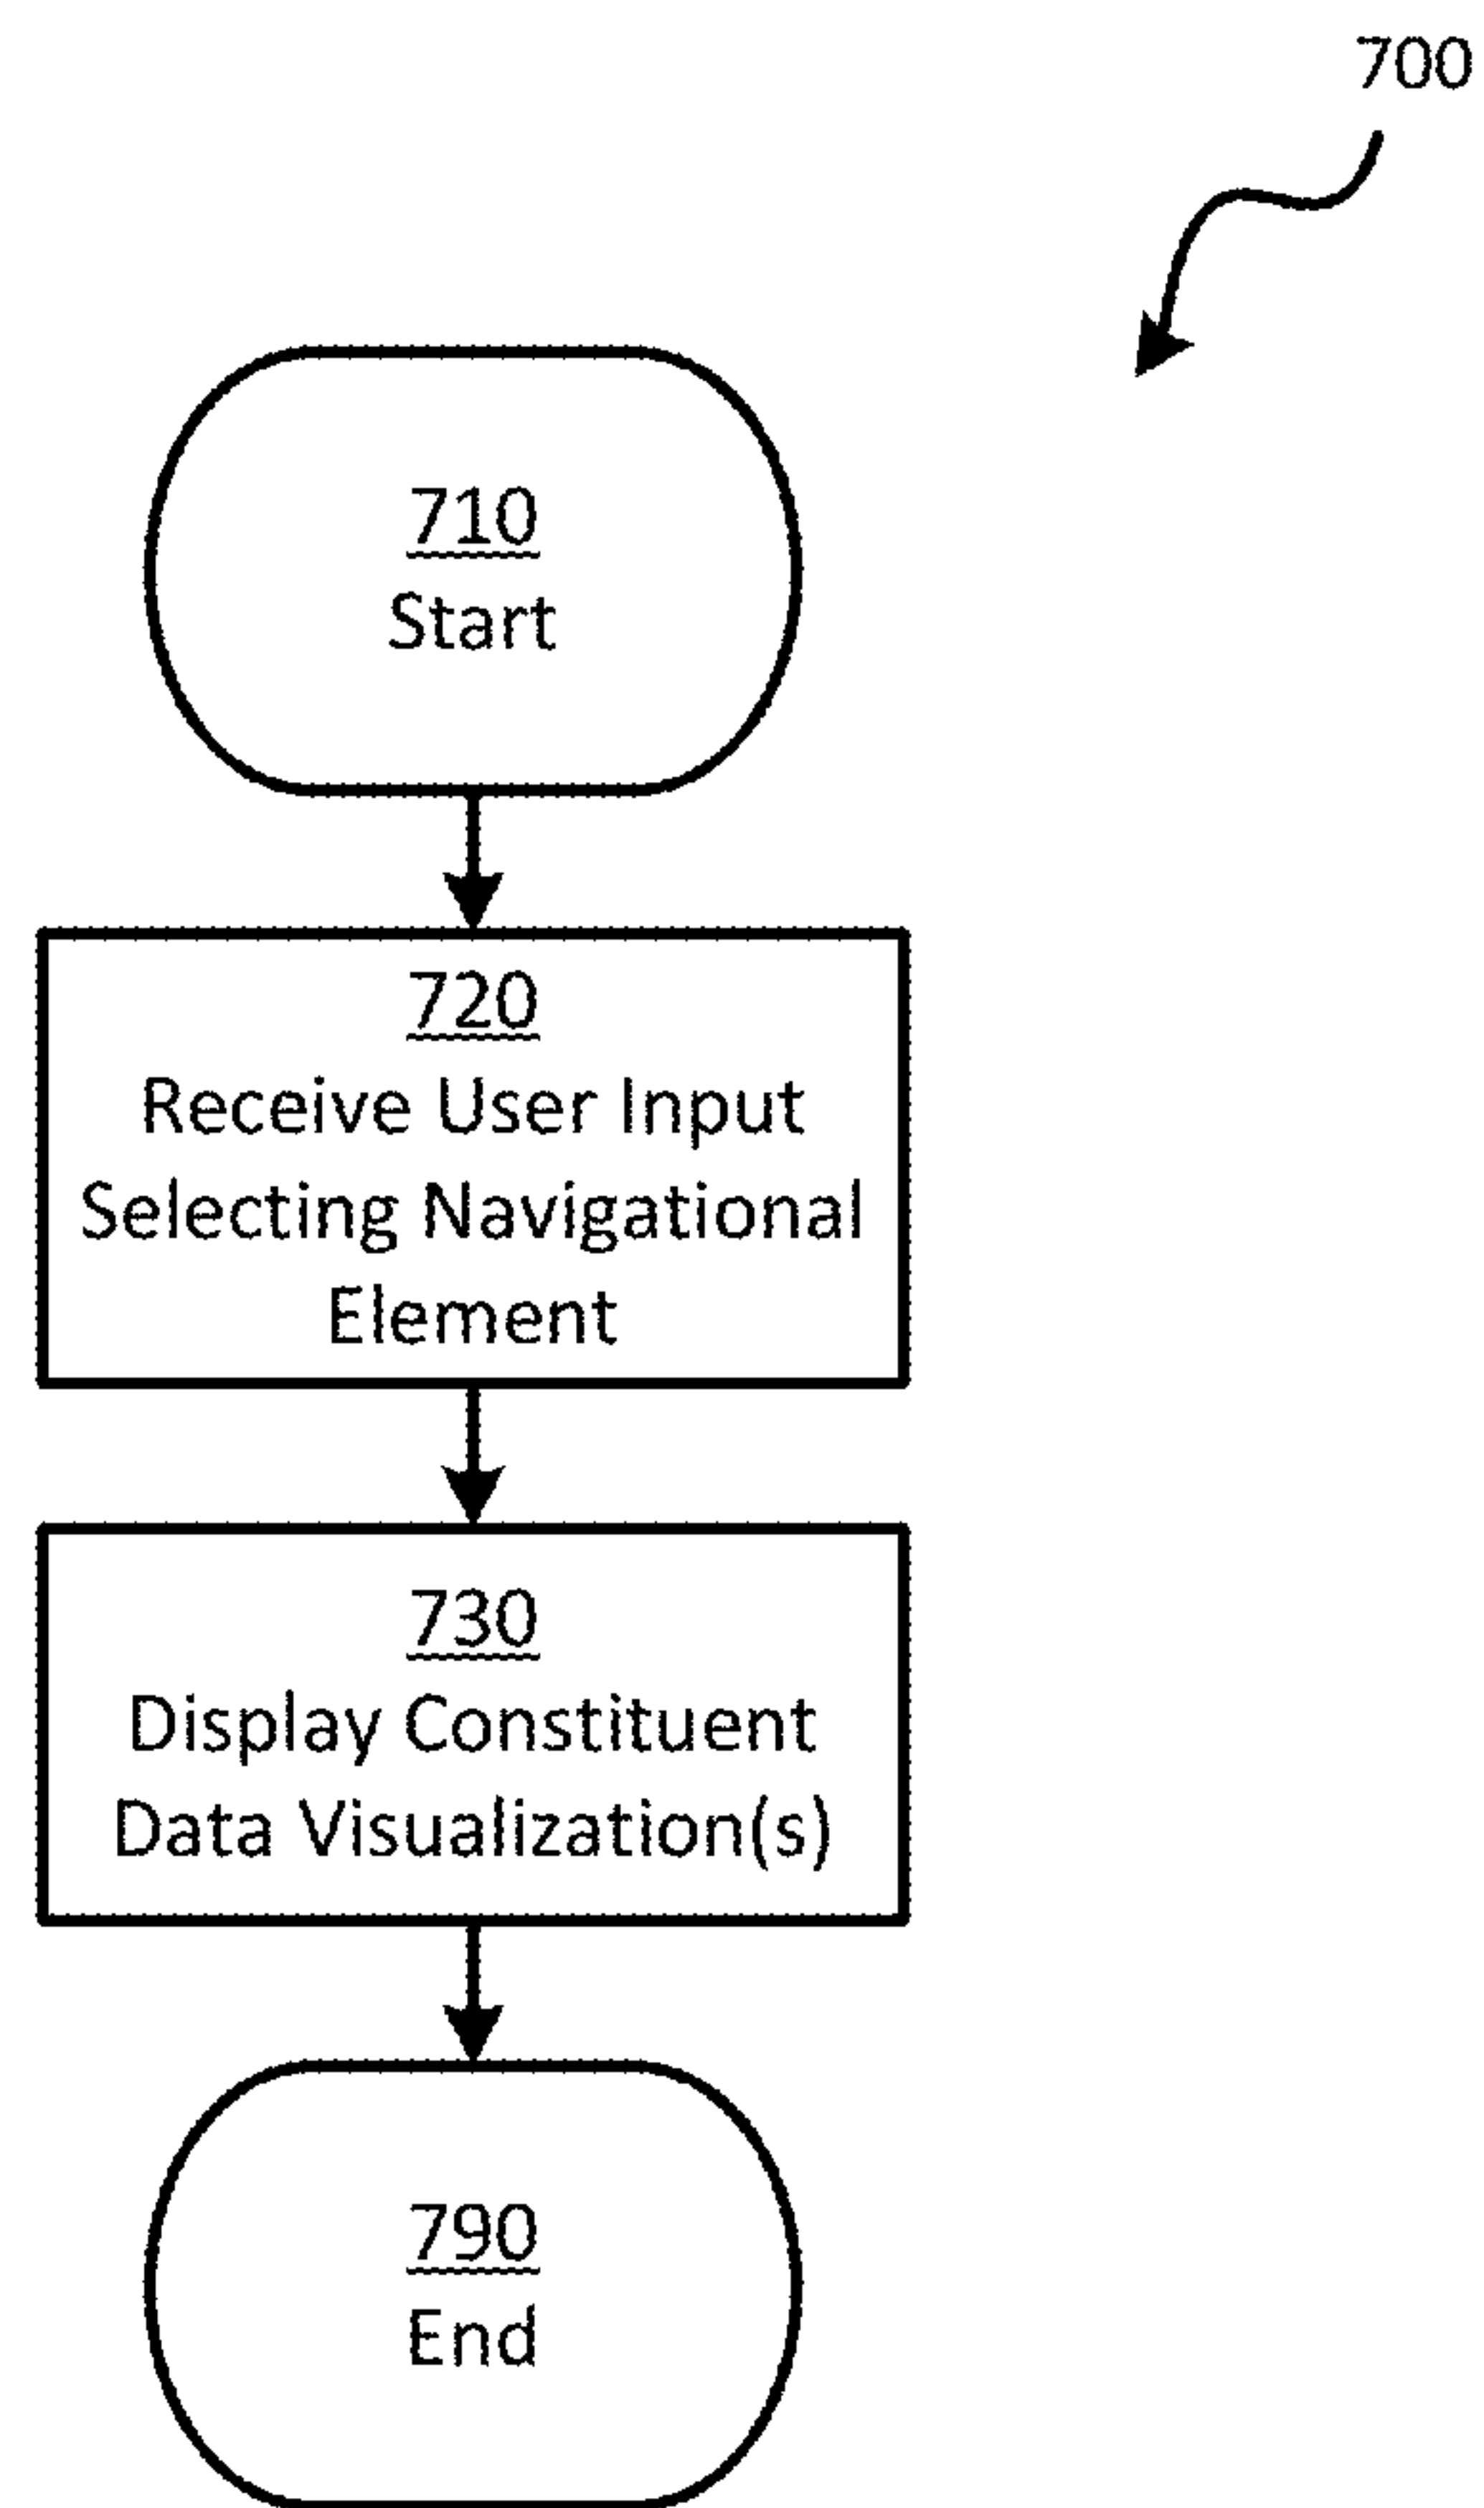 700
710
Start
720
Receive User Input
Selecting Navigational
Element
730
Display Constituent
Data Visualization(s)
790
End